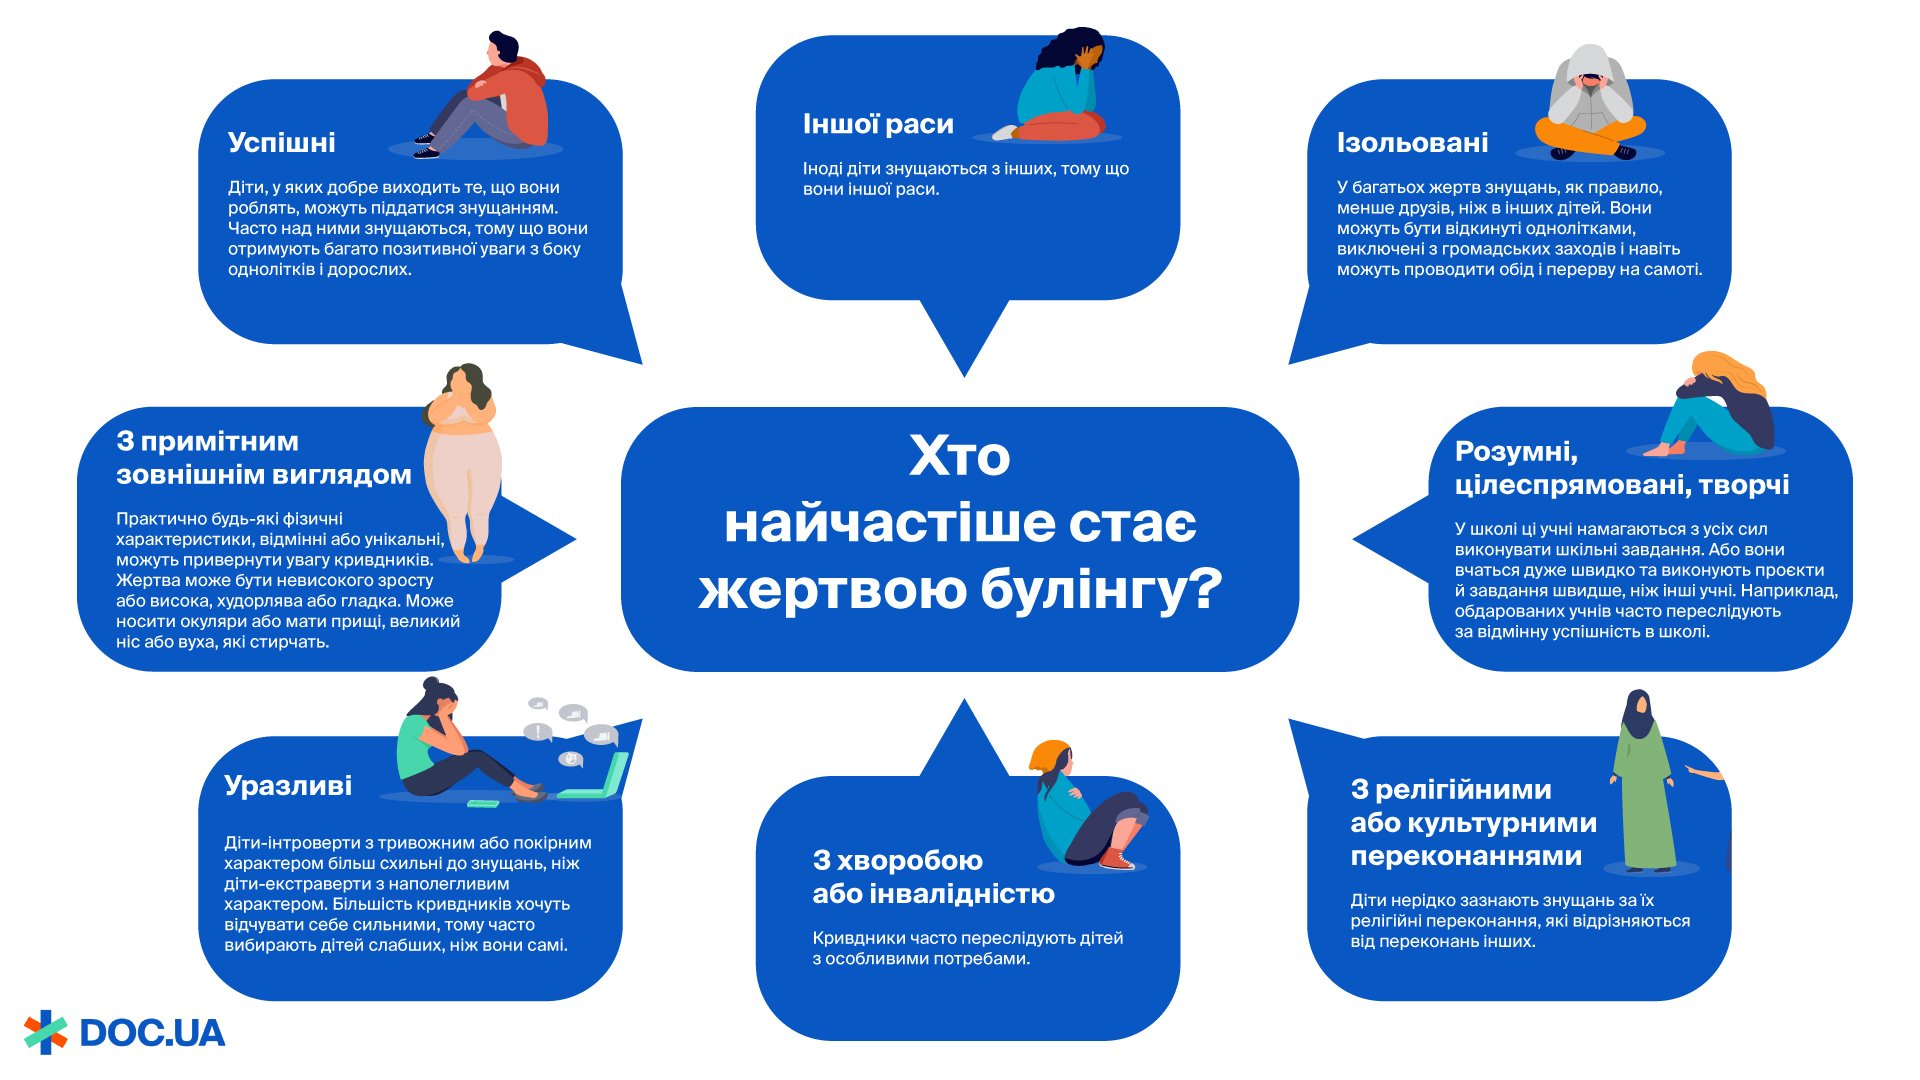 Успішні
Діти, у яких добре виходить те, що вони
роблять, можуть піддатися знущанням.
Часто над ними знущаються, тому що вони
отримують багато позитивної уваги з боку
однолітків і дорослих.
Іншої раси
Іноді діти знущаються з інших, тому що
вони іншої раси.
Ізольовані
У багатьох жертв знущань, як правило,
менше друзів, ніж в інших дітей. Вони
можуть бути відкинуті однолітками,
виключені з громадських заходів і навіть
можуть проводити обід і перерву на самоті.
З примітним
зовнішнім виглядом
Практично будь-які фізичні
характеристики, відмінні або унікальні,
можуть привернути увагу кривдників.
Жертва може бути невисокого зросту
або висока, худорлява або гладка. Може
носити окуляри або мати прищі, великий
ніс або вуха, які стирчать.
Хто
найчастіше стає
жертвою булінгу?
Розумні,
цілеспрямовані, творчі
У школі ці учні намагаються з усіх сил
виконувати шкільні завдання. Або вони
вчаться дуже швидко та виконують проєкти
й завдання швидше, ніж інші учні. Наприклад,
обдарованих учнів часто переслідують
за відмінну успішність в школі.
Уразливі
Діти-інтроверти з тривожним або покірним
характером більш схильні до знущань, ніж
діти-екстраверти з наполегливим
характером. Більшість кривдників хочуть
відчувати себе сильними, тому часто
вибирають дітей слабших, ніж вони самі.
З хворобою
або інвалідністю
Кривдники часто переслідують дітей
з особливими потребами.
З релігійними
або культурними
переконаннями
Діти нерідко зазнають знущань за їх
релігійні переконання, які відрізняються
від переконань інших.
DOC.UA